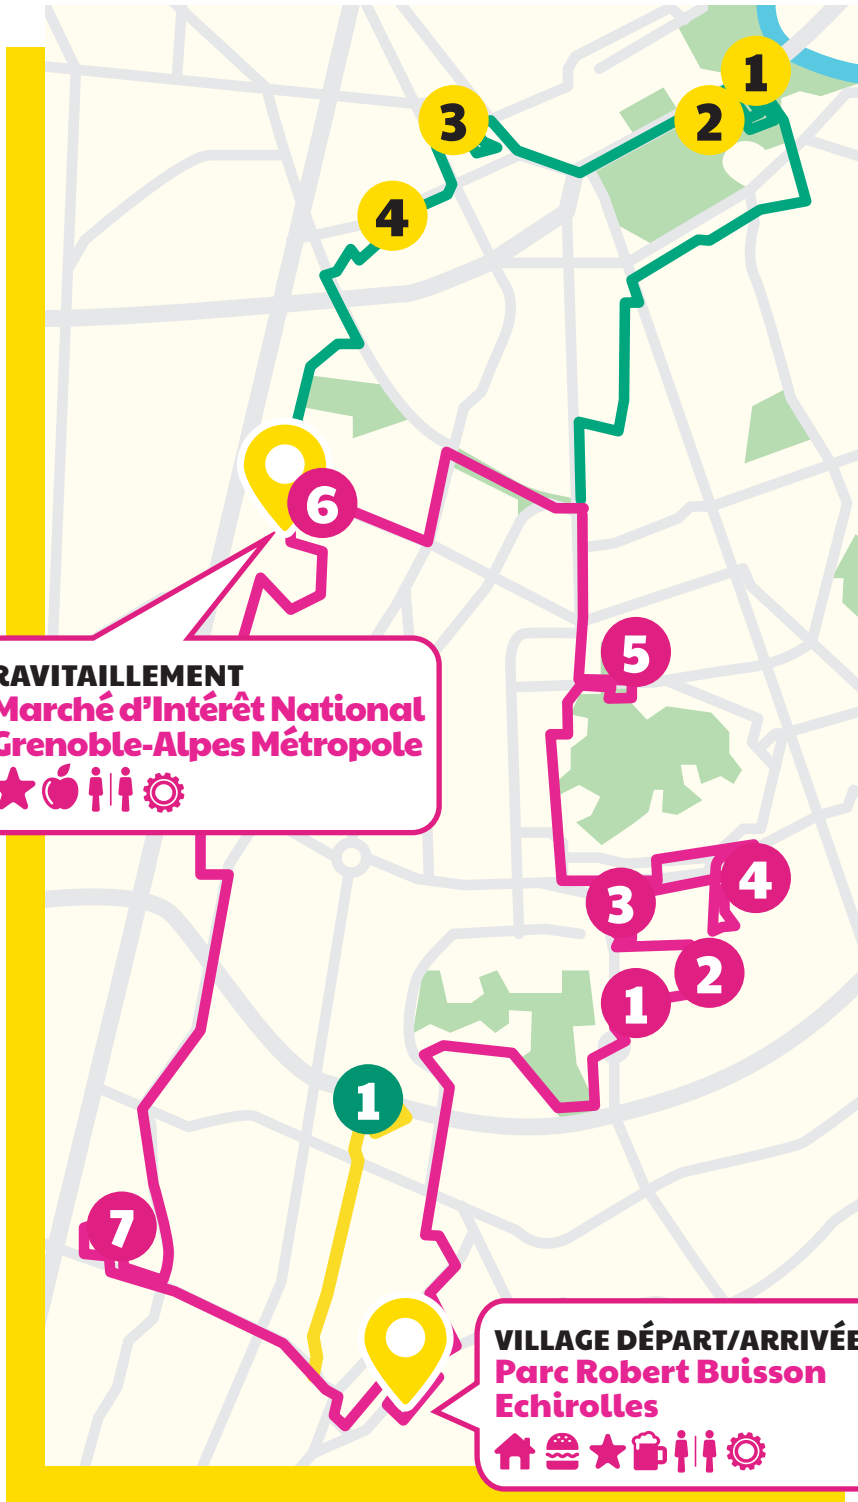 1
2
3
4
6
5
RAVITAILLEMENT
Marché d'Intérêt National
Grenoble-Alpes Métropole
4
3
2
1
1
7
VILLAGE DÉPART/ARRIVÉE
Parc Robert Buisson
Echirolles